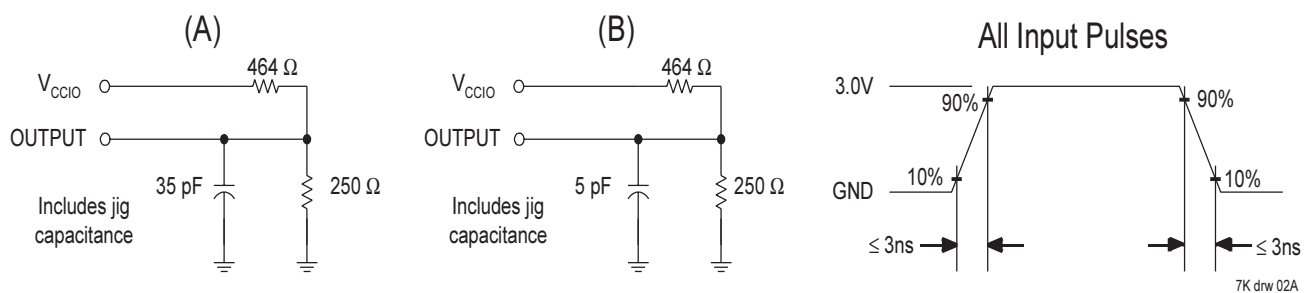 (A)
464 Ω
V_CCIO
OUTPUT
35 pF
250 Ω
Includes jig
capacitance
(B)
464 Ω
V_CCIO
OUTPUT
5 pF
250 Ω
Includes jig
capacitance
All Input Pulses
3.0V
90%
90%
10%
10%
GND
≤ 3ns
≤ 3ns
7K drw 02A